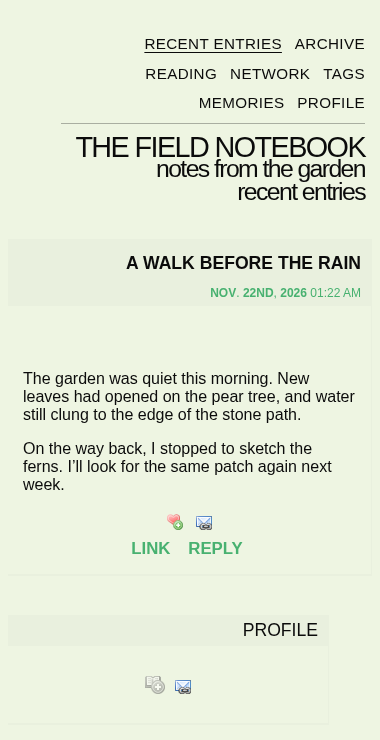 RECENT ENTRIES ARCHIVE
READING NETWORK TAGS
MEMORIES PROFILE
THE FIELD NOTEBOOK
notes from the garden
recent entries
A WALK BEFORE THE RAIN
NOV. 22ND, 2026 01:22 AM
The garden was quiet this morning. New
leaves had opened on the pear tree, and water
still clung to the edge of the stone path.
On the way back, I stopped to sketch the
ferns. I’ll look for the same patch again next
week.
LINK REPLY
PROFILE